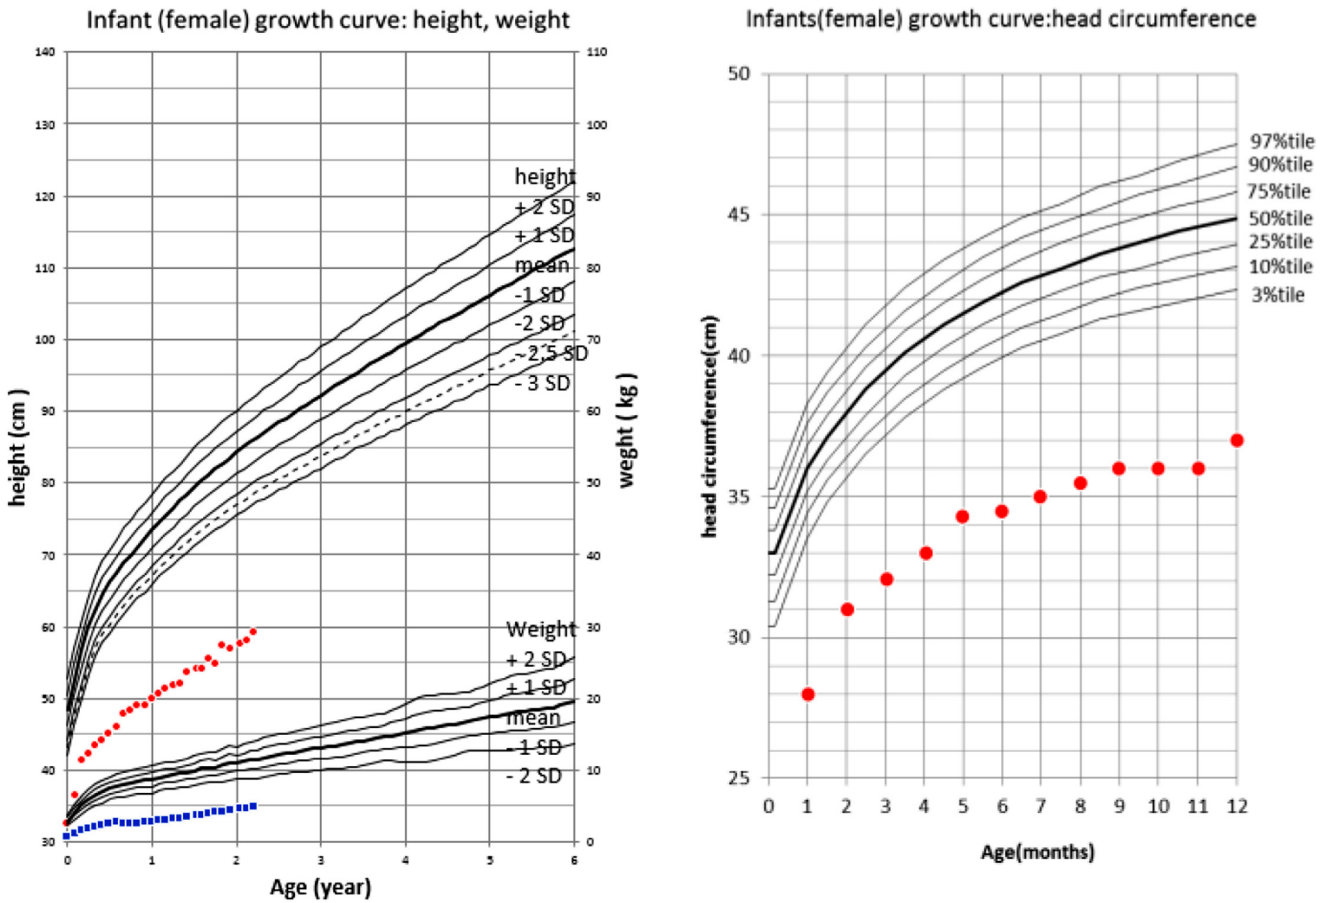 Infant (female) growth curve: height, weight
140
130
120
110
100
90
80
70
60
50
40
30
110
100
90
80
70
60
50
40
30
20
10
0
height
+ 2 SD
+ 1 SD
mean
-1 SD
-2 SD
- 2.5 SD
- 3 SD
Weight
+ 2 SD
+ 1 SD
mean
- 1 SD
- 2 SD
height (cm )
weght ( kg )
0 1 2 3 4 5 6
Age (year)
Infants(female) growth curve:head circumference
50
45
40
35
30
25
97%tile
90%tile
75%tile
50%tile
25%tile
10%tile
3%tile
head circumference(cm)
0 1 2 3 4 5 6 7 8 9 10 11 12
Age(months)